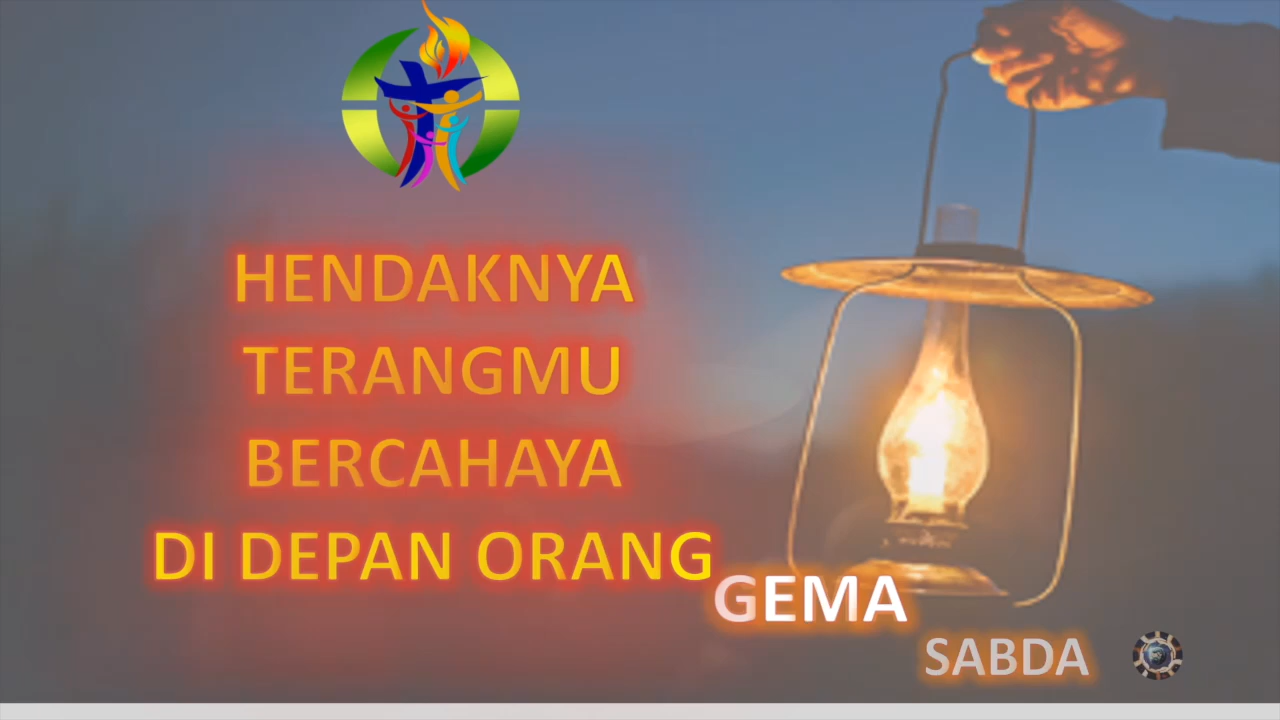 HENDAKNYA
TERANGMU
BERCAHAYA
DI DEPAN ORANG
GEMA
SABDA